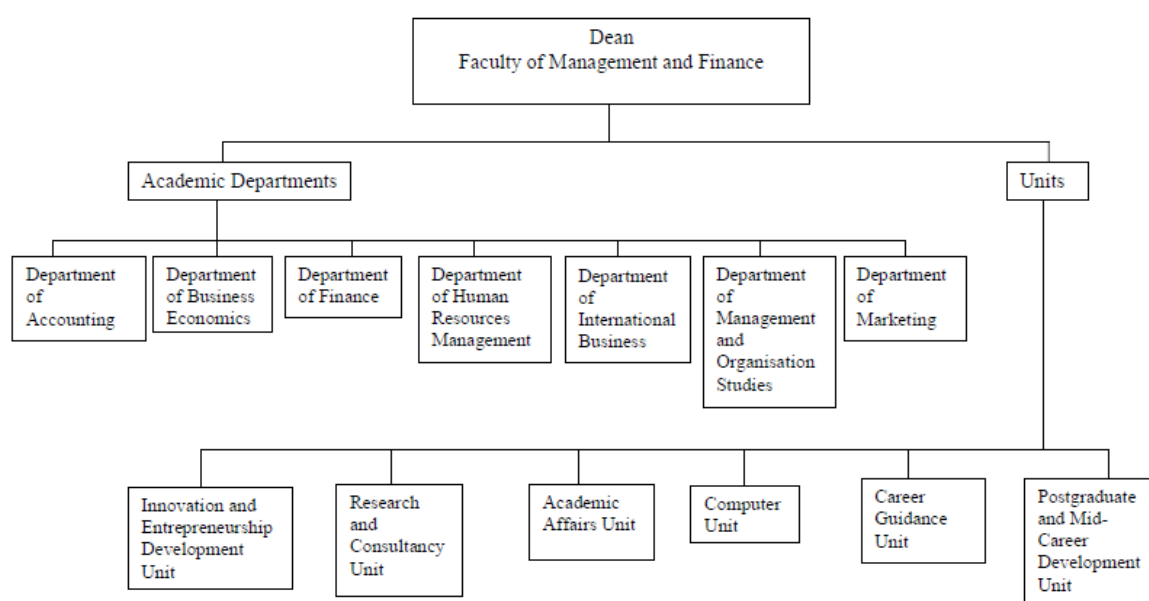 Dean
Faculty of Management and Finance
Academic Departments
Units
Department
of
Accounting
Department
of Business
Economics
Department
of Finance
Department
of Human
Resources
Management
Department
of
International
Business
Department
of
Management
and
Organisation
Studies
Department
of
Marketing
Innovation and
Entrepreneurship
Development
Unit
Research
and
Consultancy
Unit
Academic
Affairs Unit
Computer
Unit
Career
Guidance
Unit
Postgraduate
and Mid-
Career
Development
Unit